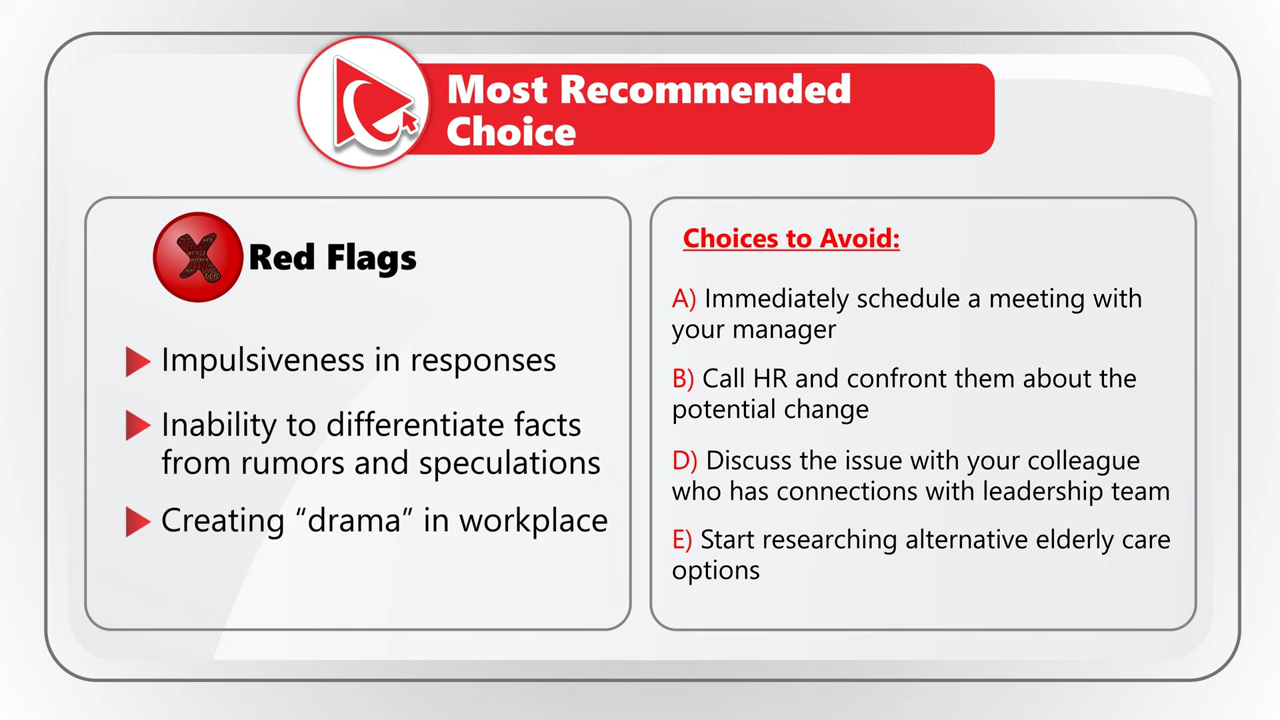 Most Recommended
Choice
Red Flags
Impulsiveness in responses
Inability to differentiate facts
from rumors and speculations
Creating “drama” in workplace
Choices to Avoid:
A) Immediately schedule a meeting with
your manager
B) Call HR and confront them about the
potential change
D) Discuss the issue with your colleague
who has connections with leadership team
E) Start researching alternative elderly care
options